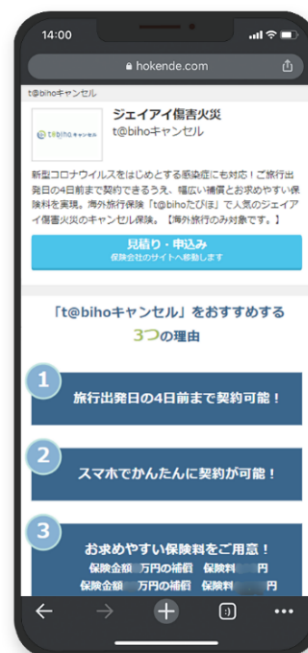 14:00
hokende.com
t@bihoキャンセル
t@biho キャンセル
ジェイアイ傷害火災
t@bihoキャンセル
新型コロナウイルスをはじめとする感染症にも対応！ご旅行出
発日の4日前まで契約できるうえ、幅広い補償とお求めやすい保
険料を実現。海外旅行保険「t@bihoたびほ」で人気のジェイア
イ傷害火災のキャンセル保険。【海外旅行のみ対象です。】
見積り・申込み
保険会社のサイトへ移動します
「t@bihoキャンセル」をおすすめする
3つの理由
1
旅行出発日の4日前まで契約可能！
2
スマホでかんたんに契約が可能！
3
お求めやすい保険料をご用意！
保険金額 万円の補償 保険料 円
保険金額 万円の補償 保険料 円
:)